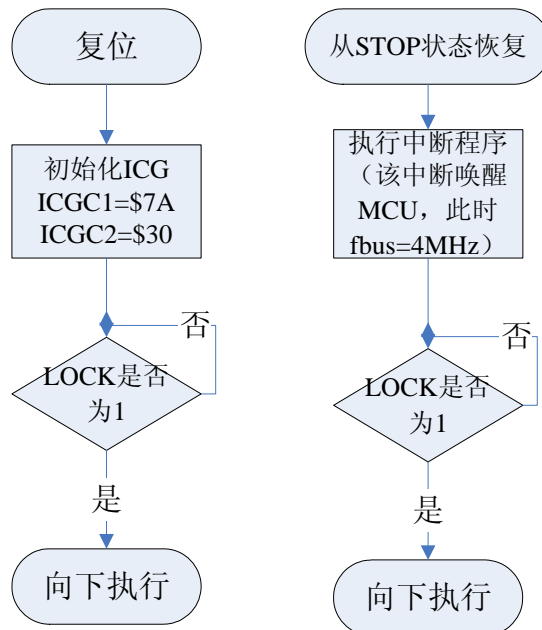 复位
初始化ICG
ICGC1=$7A
ICGC2=$30
否
LOCK是否
为1
是
向下执行
从STOP状态恢复
执行中断程序
（该中断唤醒
MCU，此时
fbus=4MHz）
否
LOCK是否
为1
是
向下执行